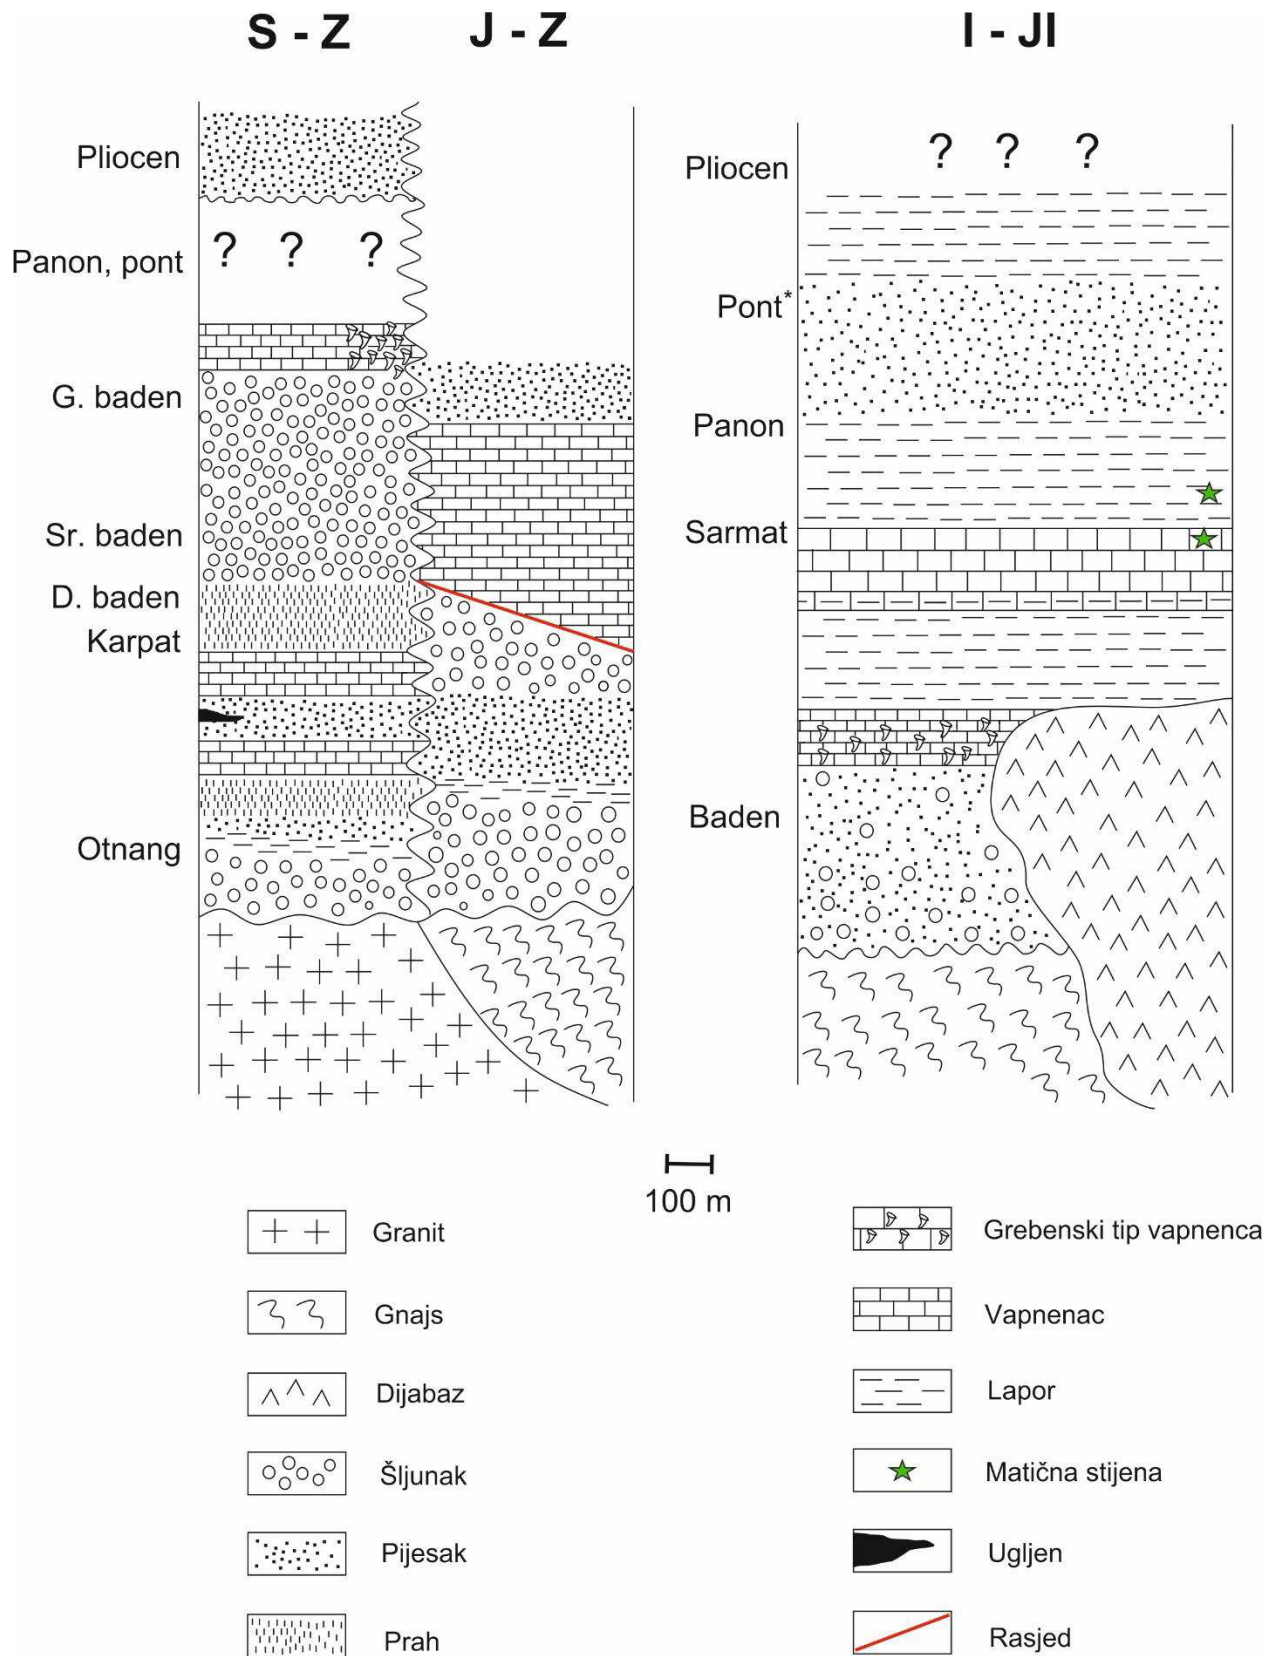 S - Z
J - Z
I - JI
Pliocen
Panon, pont
G. baden
Sr. baden
D. baden
Karpat
Otnang
? ? ?
? ? ?
Pliocen
Pont*
Panon
Sarmat
Baden
100 m
Granit
Gnajs
Dijabaz
Šljunak
Pijesak
Prah
Grebenski tip vapnenca
Vapnenac
Lapor
Matična stijena
Ugljen
Rasjed